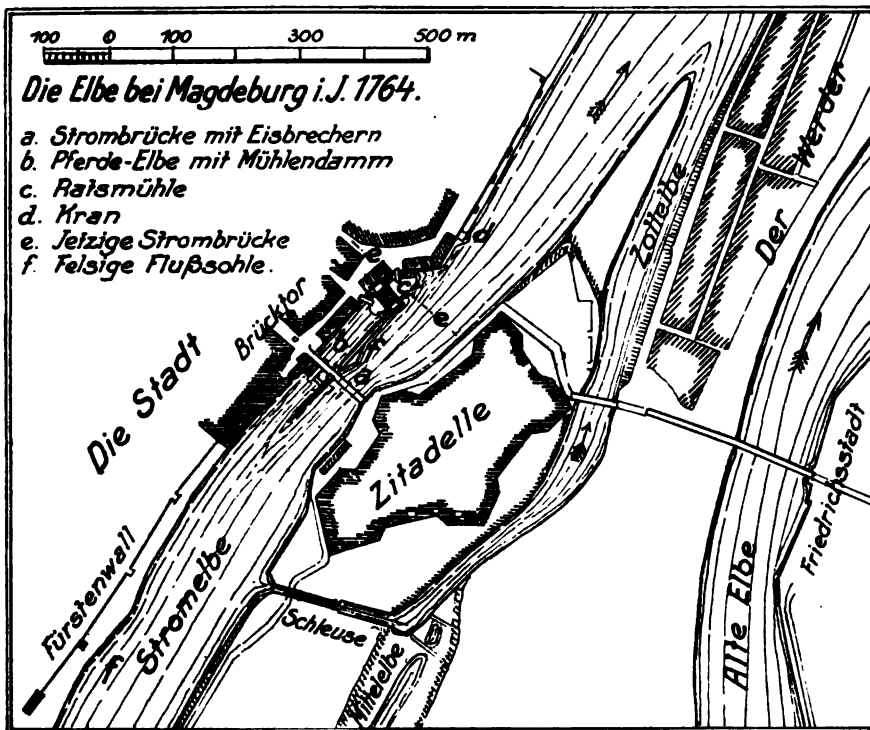 100 0 100 300 500 m
Die Elbe bei Magdeburg i.J. 1764.
a. Strombrücke mit Eisbrechern
b. Pferde-Elbe mit Mühlendamm
c. Ratsmühle
d. Kran
e. Jetzige Strombrücke
f. Felsige Flußsohle.
Die Stadt
Brücktor
e
e
d
Zitadelle
Zollelbe
Der Werder
Fürstenwall
Stromelbe
Schleuse
Mittelelbe
Alte Elbe
Friedrichsstadt